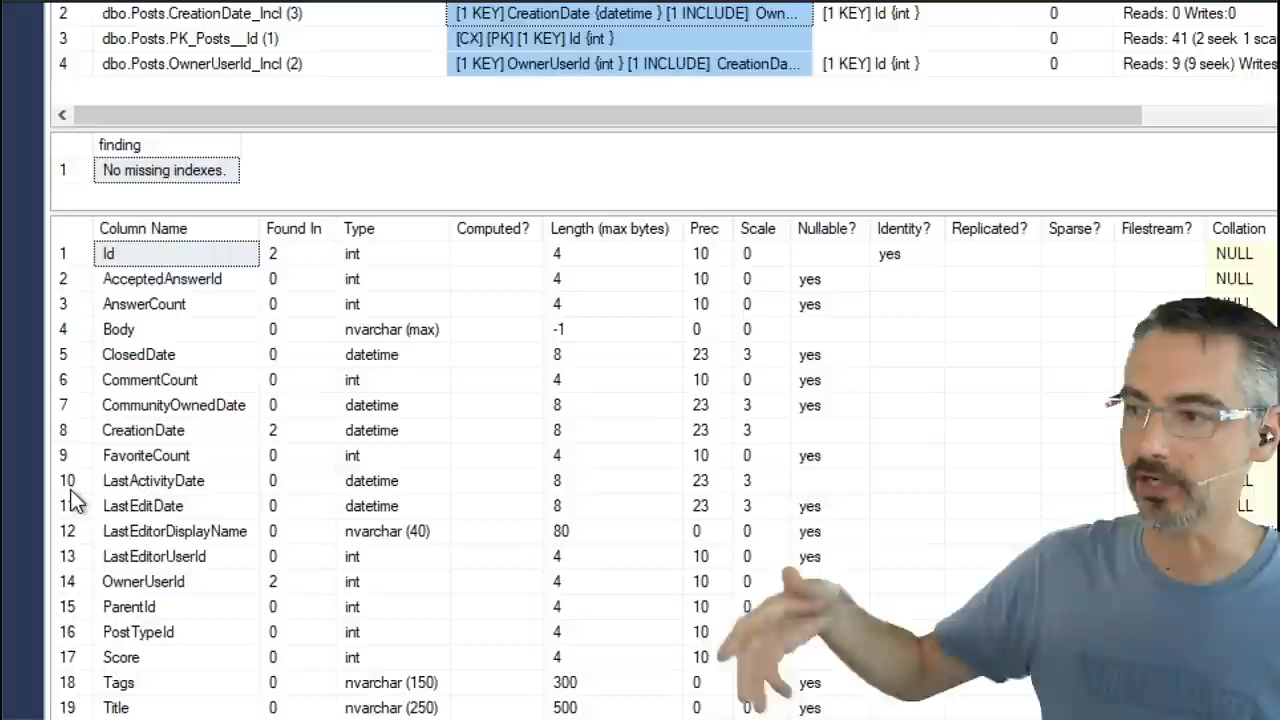 2 dbo.Posts.CreationDate_Incl (3) [1 KEY] CreationDate {datetime } [1 INCLUDE] Own... [1 KEY] Id {int } 0 Reads: 0 Writes:0
3 dbo.Posts.PK_Posts__Id (1) [CX] [PK] [1 KEY] Id {int } 0 Reads: 41 (2 seek 1 sca
4 dbo.Posts.OwnerUserId_Incl (2) [1 KEY] OwnerUserId {int } [1 INCLUDE] CreationDa... [1 KEY] Id {int } 0 Reads: 9 (9 seek) Writes
finding
1 No missing indexes.
Column Name Found In Type Computed? Length (max bytes) Prec Scale Nullable? Identity? Replicated? Sparse? Filestream? Collation
1 Id 2 int 4 10 0 yes NULL
2 AcceptedAnswerId 0 int 4 10 0 yes NULL
3 AnswerCount 0 int 4 10 0 yes
4 Body 0 nvarchar (max) -1 0 0
5 ClosedDate 0 datetime 8 23 3 yes
6 CommentCount 0 int 4 10 0 yes
7 CommunityOwnedDate 0 datetime 8 23 3 yes
8 CreationDate 2 datetime 8 23 3
9 FavoriteCount 0 int 4 10 0 yes
10 LastActivityDate 0 datetime 8 23 3
11 LastEditDate 0 datetime 8 23 3 yes
12 LastEditorDisplayName 0 nvarchar (40) 80 0 0 yes
13 LastEditorUserId 0 int 4 10 0 yes
14 OwnerUserId 2 int 4 10 0
15 ParentId 0 int 4 10 0
16 PostTypeId 0 int 4 10
17 Score 0 int 4 10
18 Tags 0 nvarchar (150) 300 0 yes
19 Title 0 nvarchar (250) 500 0 0 yes